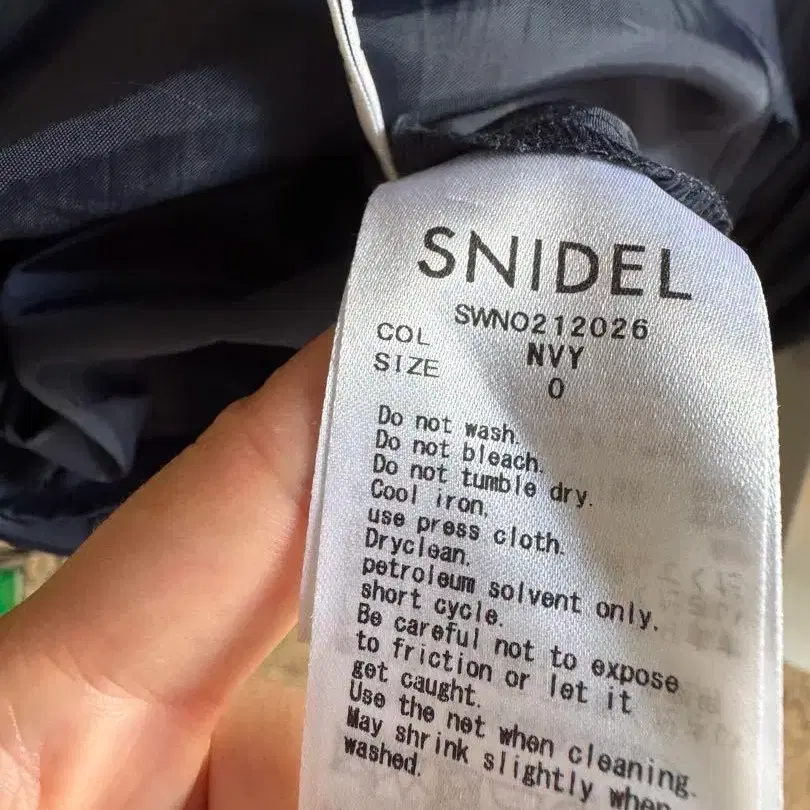 SNIDEL
SWNO212026
COL NVY
SIZE 0
Do not wash.
Do not bleach.
Do not tumble dry.
Cool iron.
use press cloth.
Dryclean.
petroleum solvent only.
short cycle.
Be careful not to expose
to friction or let it
get caught.
Use the net when cleaning.
May shrink slightly when
washed.